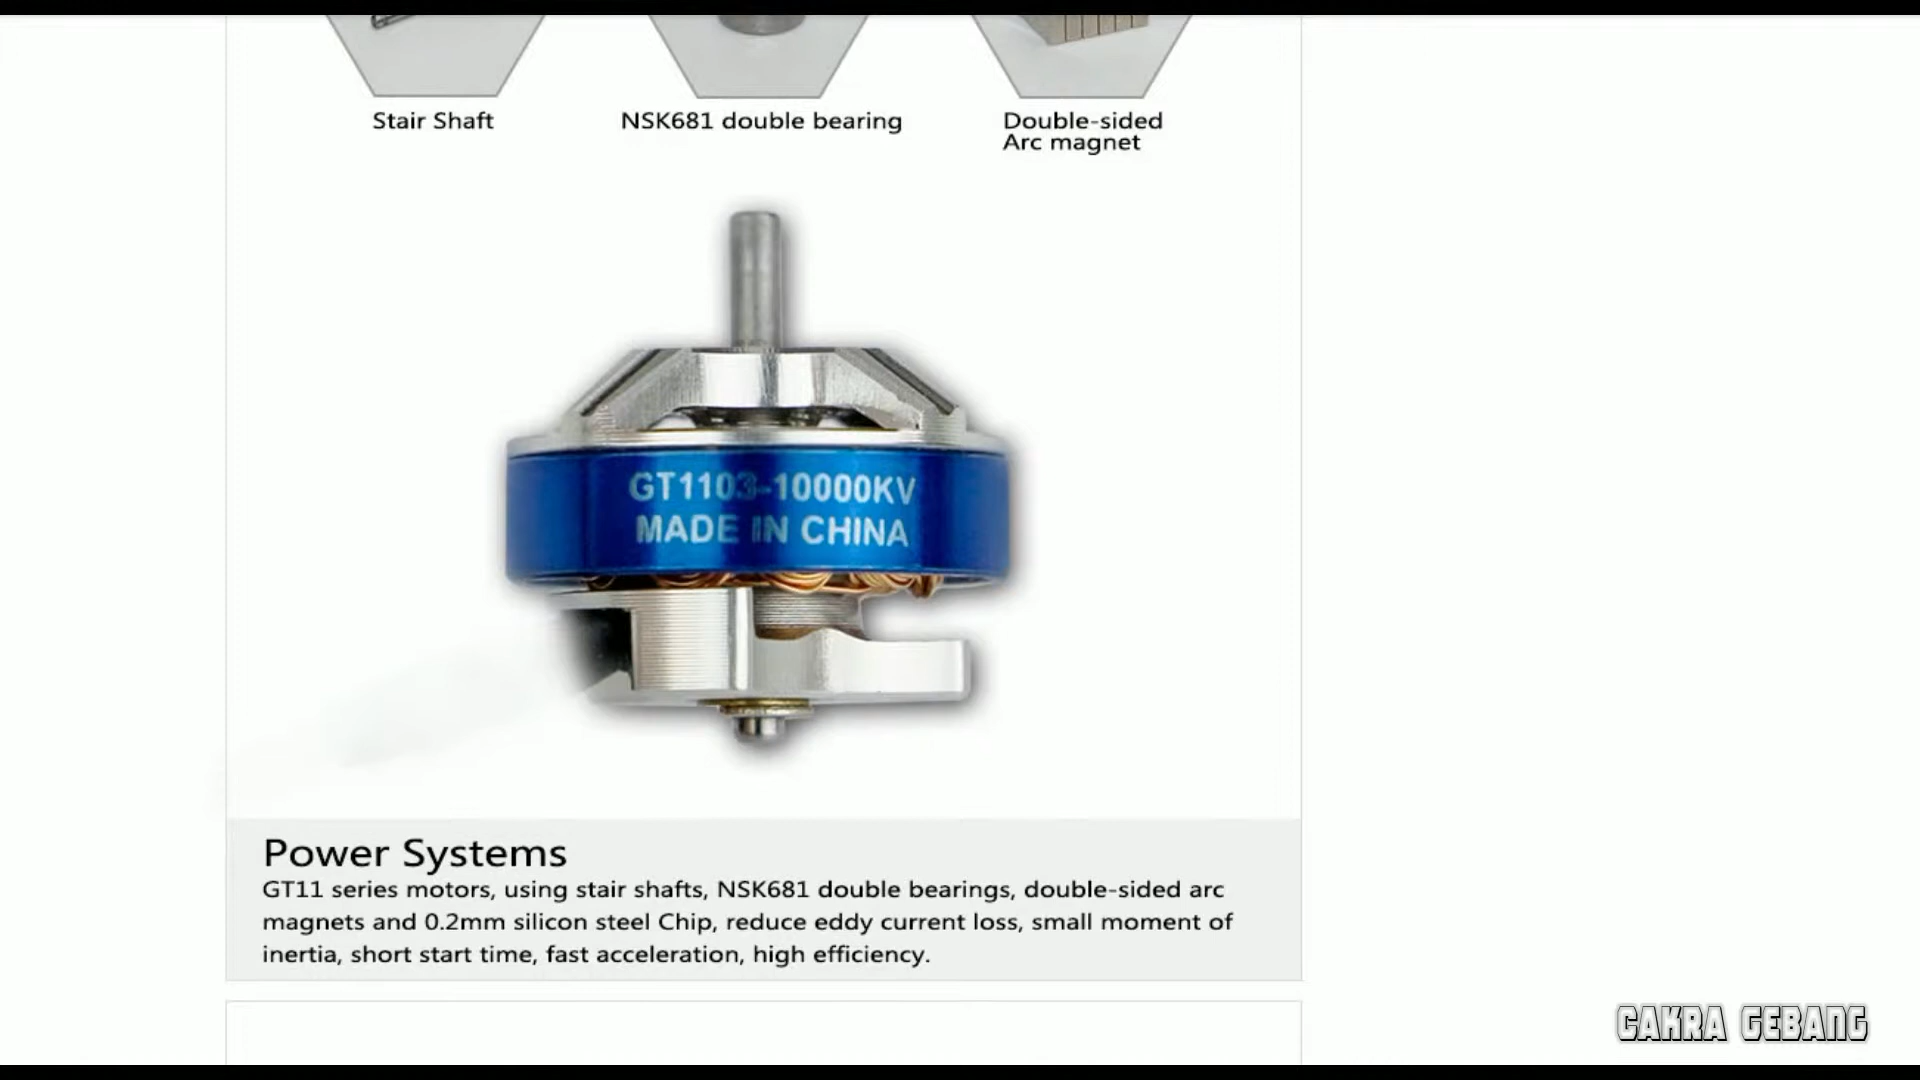 Stair Shaft
NSK681 double bearing
Double-sided
Arc magnet
GT1103-10000KV
MADE IN CHINA
Power Systems
GT11 series motors, using stair shafts, NSK681 double bearings, double-sided arc
magnets and 0.2mm silicon steel Chip, reduce eddy current loss, small moment of
inertia, short start time, fast acceleration, high efficiency.
CAKRA GEBANG